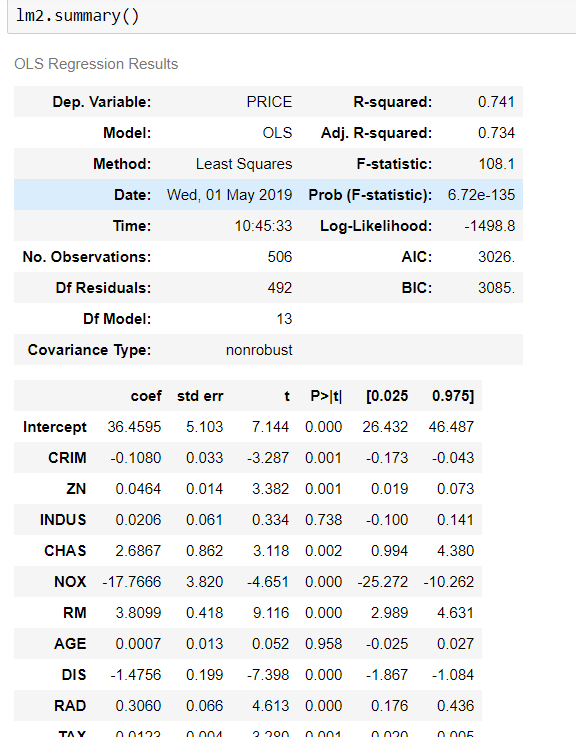 lm2.summary()
OLS Regression Results
Dep. Variable: PRICE R-squared: 0.741
Model: OLS Adj. R-squared: 0.734
Method: Least Squares F-statistic: 108.1
Date: Wed, 01 May 2019 Prob (F-statistic): 6.72e-135
Time: 10:45:33 Log-Likelihood: -1498.8
No. Observations: 506 AIC: 3026.
Df Residuals: 492 BIC: 3085.
Df Model: 13
Covariance Type: nonrobust
coef std err t P>|t| [0.025 0.975]
Intercept 36.4595 5.103 7.144 0.000 26.432 46.487
CRIM -0.1080 0.033 -3.287 0.001 -0.173 -0.043
ZN 0.0464 0.014 3.382 0.001 0.019 0.073
INDUS 0.0206 0.061 0.334 0.738 -0.100 0.141
CHAS 2.6867 0.862 3.118 0.002 0.994 4.380
NOX -17.7666 3.820 -4.651 0.000 -25.272 -10.262
RM 3.8099 0.418 9.116 0.000 2.989 4.631
AGE 0.0007 0.013 0.052 0.958 -0.025 0.027
DIS -1.4756 0.199 -7.398 0.000 -1.867 -1.084
RAD 0.3060 0.066 4.613 0.000 0.176 0.436
TAX